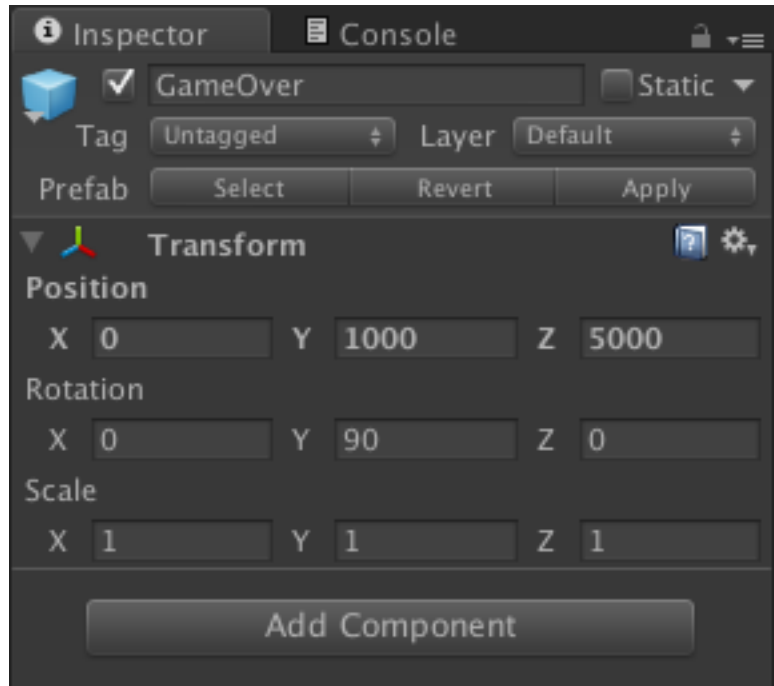 Inspector Console
GameOver Static
Tag Untagged Layer Default
Prefab Select Revert Apply
Transform
Position
X 0 Y 1000 Z 5000
Rotation
X 0 Y 90 Z 0
Scale
X 1 Y 1 Z 1
Add Component